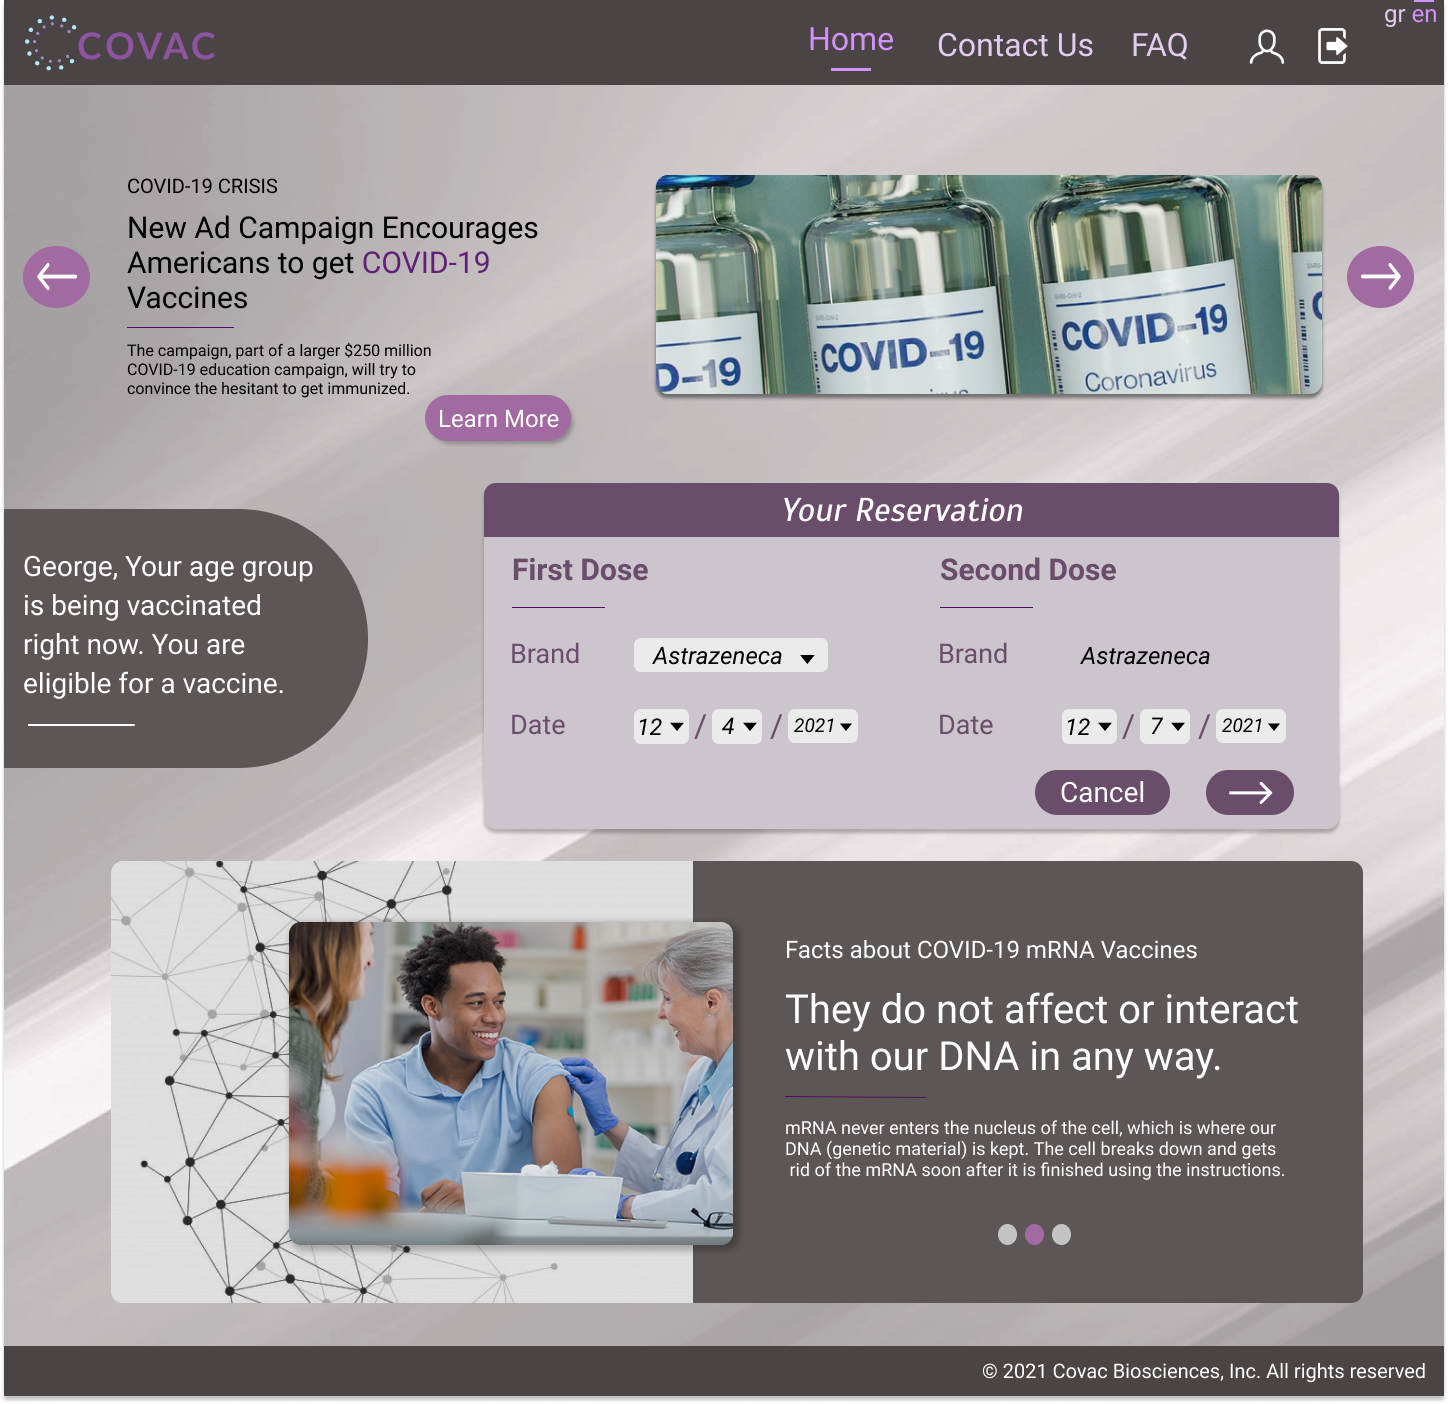 COVAC
Home
Contact Us
FAQ
gr en
COVID-19 CRISIS
New Ad Campaign Encourages
Americans to get COVID-19
Vaccines
The campaign, part of a larger $250 million
COVID-19 education campaign, will try to
convince the hesitant to get immunized.
Learn More
D-19
SARS-CoV-2
COVID-19
SARS-CoV-2
COVID-19
Coronavirus
George, Your age group
is being vaccinated
right now. You are
eligible for a vaccine.
Your Reservation
First Dose
Second Dose
Brand
Astrazeneca
Brand
Astrazeneca
Date
12 / 4 / 2021
Date
12 / 7 / 2021
Cancel
Facts about COVID-19 mRNA Vaccines
They do not affect or interact
with our DNA in any way.
mRNA never enters the nucleus of the cell, which is where our
DNA (genetic material) is kept. The cell breaks down and gets
rid of the mRNA soon after it is finished using the instructions.
© 2021 Covac Biosciences, Inc. All rights reserved